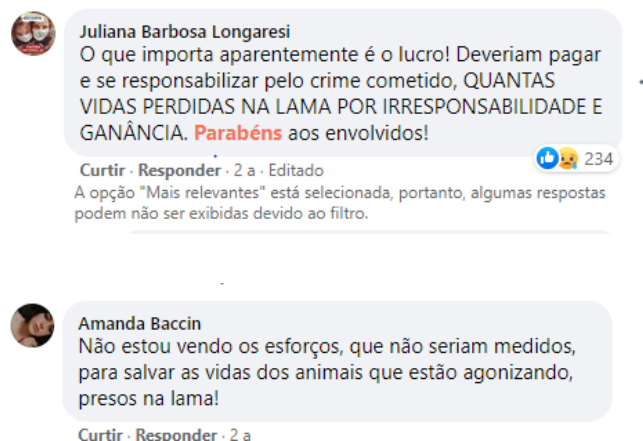 Juliana Barbosa Longaresi
O que importa aparentemente é o lucro! Deveriam pagar
e se responsabilizar pelo crime cometido, QUANTAS
VIDAS PERDIDAS NA LAMA POR IRRESPONSABILIDADE E
GANÂNCIA. Parabéns aos envolvidos!
234
Curtir · Responder · 2 a · Editado
A opção "Mais relevantes" está selecionada, portanto, algumas respostas
podem não ser exibidas devido ao filtro.
Amanda Baccin
Não estou vendo os esforços, que não seriam medidos,
para salvar as vidas dos animais que estão agonizando,
presos na lama!
Curtir · Responder · 2 a